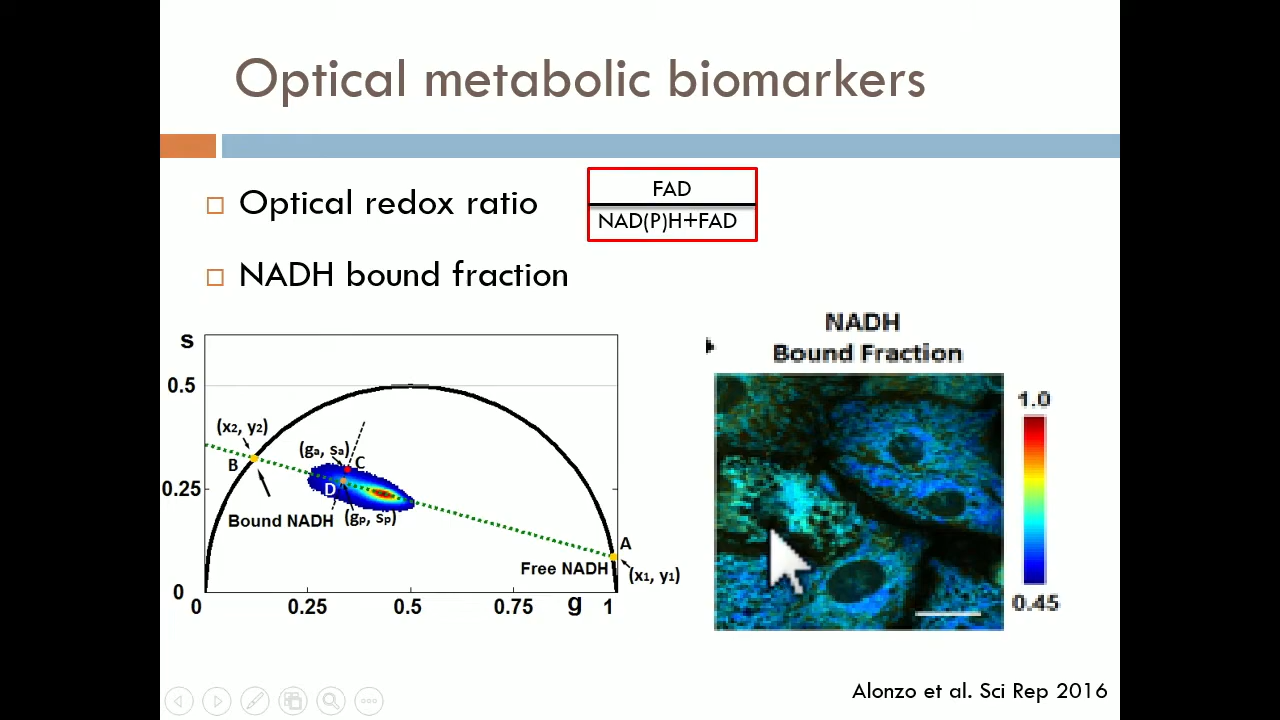 Optical metabolic biomarkers
Optical redox ratio
FAD
NAD(P)H+FAD
NADH bound fraction
s
0.5
0.25
0
0
0.25
0.5
0.75
g
1
(x2, y2)
B
(ga, sa)
C
D
(gp, sp)
Bound NADH
A
Free NADH
(x1, y1)
NADH
Bound Fraction
1.0
0.45
Alonzo et al. Sci Rep 2016